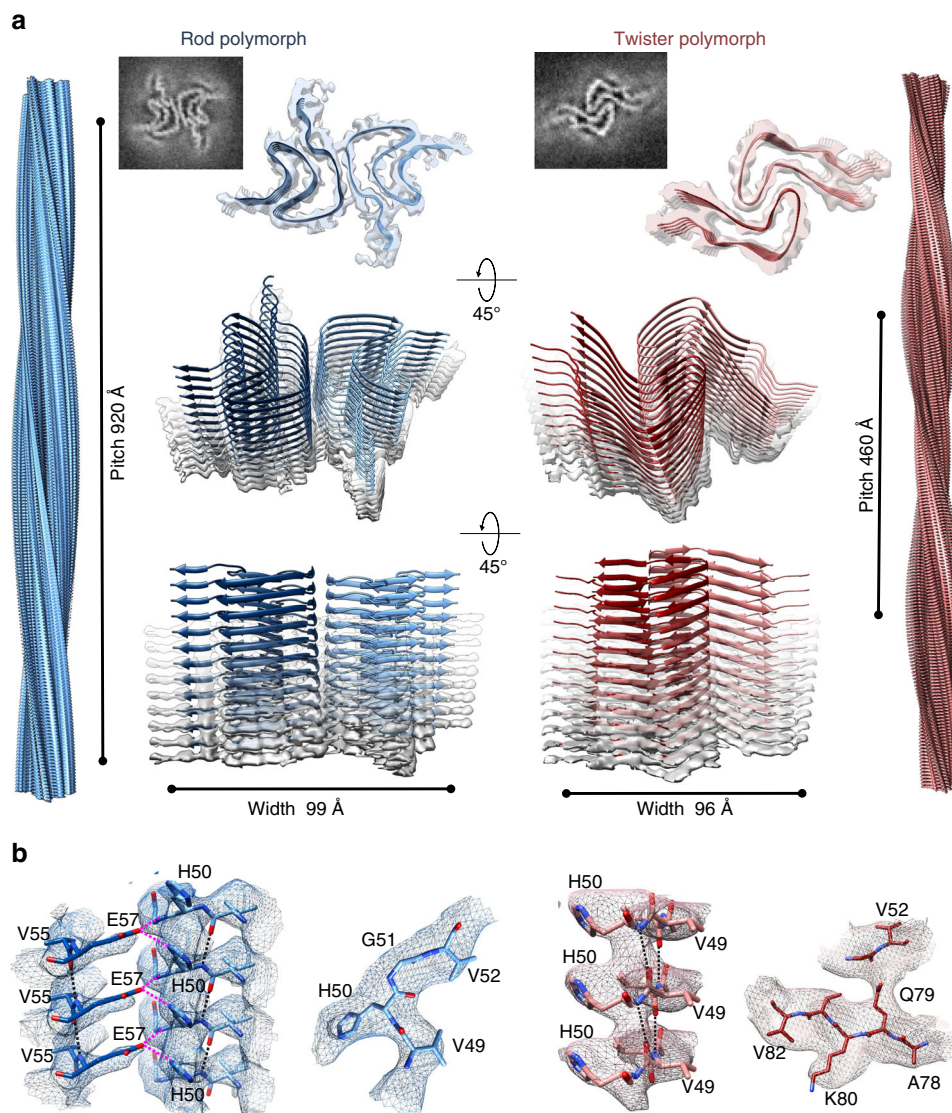 a
Rod polymorph
Twister polymorph
45°
Pitch 920 Å
Pitch 460 Å
45°
Width 99 Å
Width 96 Å
b
H50
E57
V55
H50
E57
V55
E57
V55
H50
G51
H50
V52
V49
H50
V49
H50
V49
H50
V49
V52
Q79
V82
K80
A78